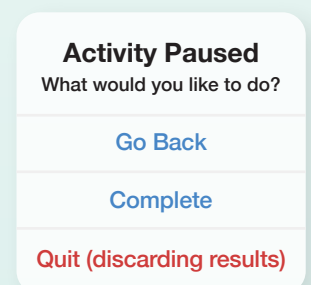 Activity Paused
What would you like to do?
Go Back
Complete
Quit (discarding results)